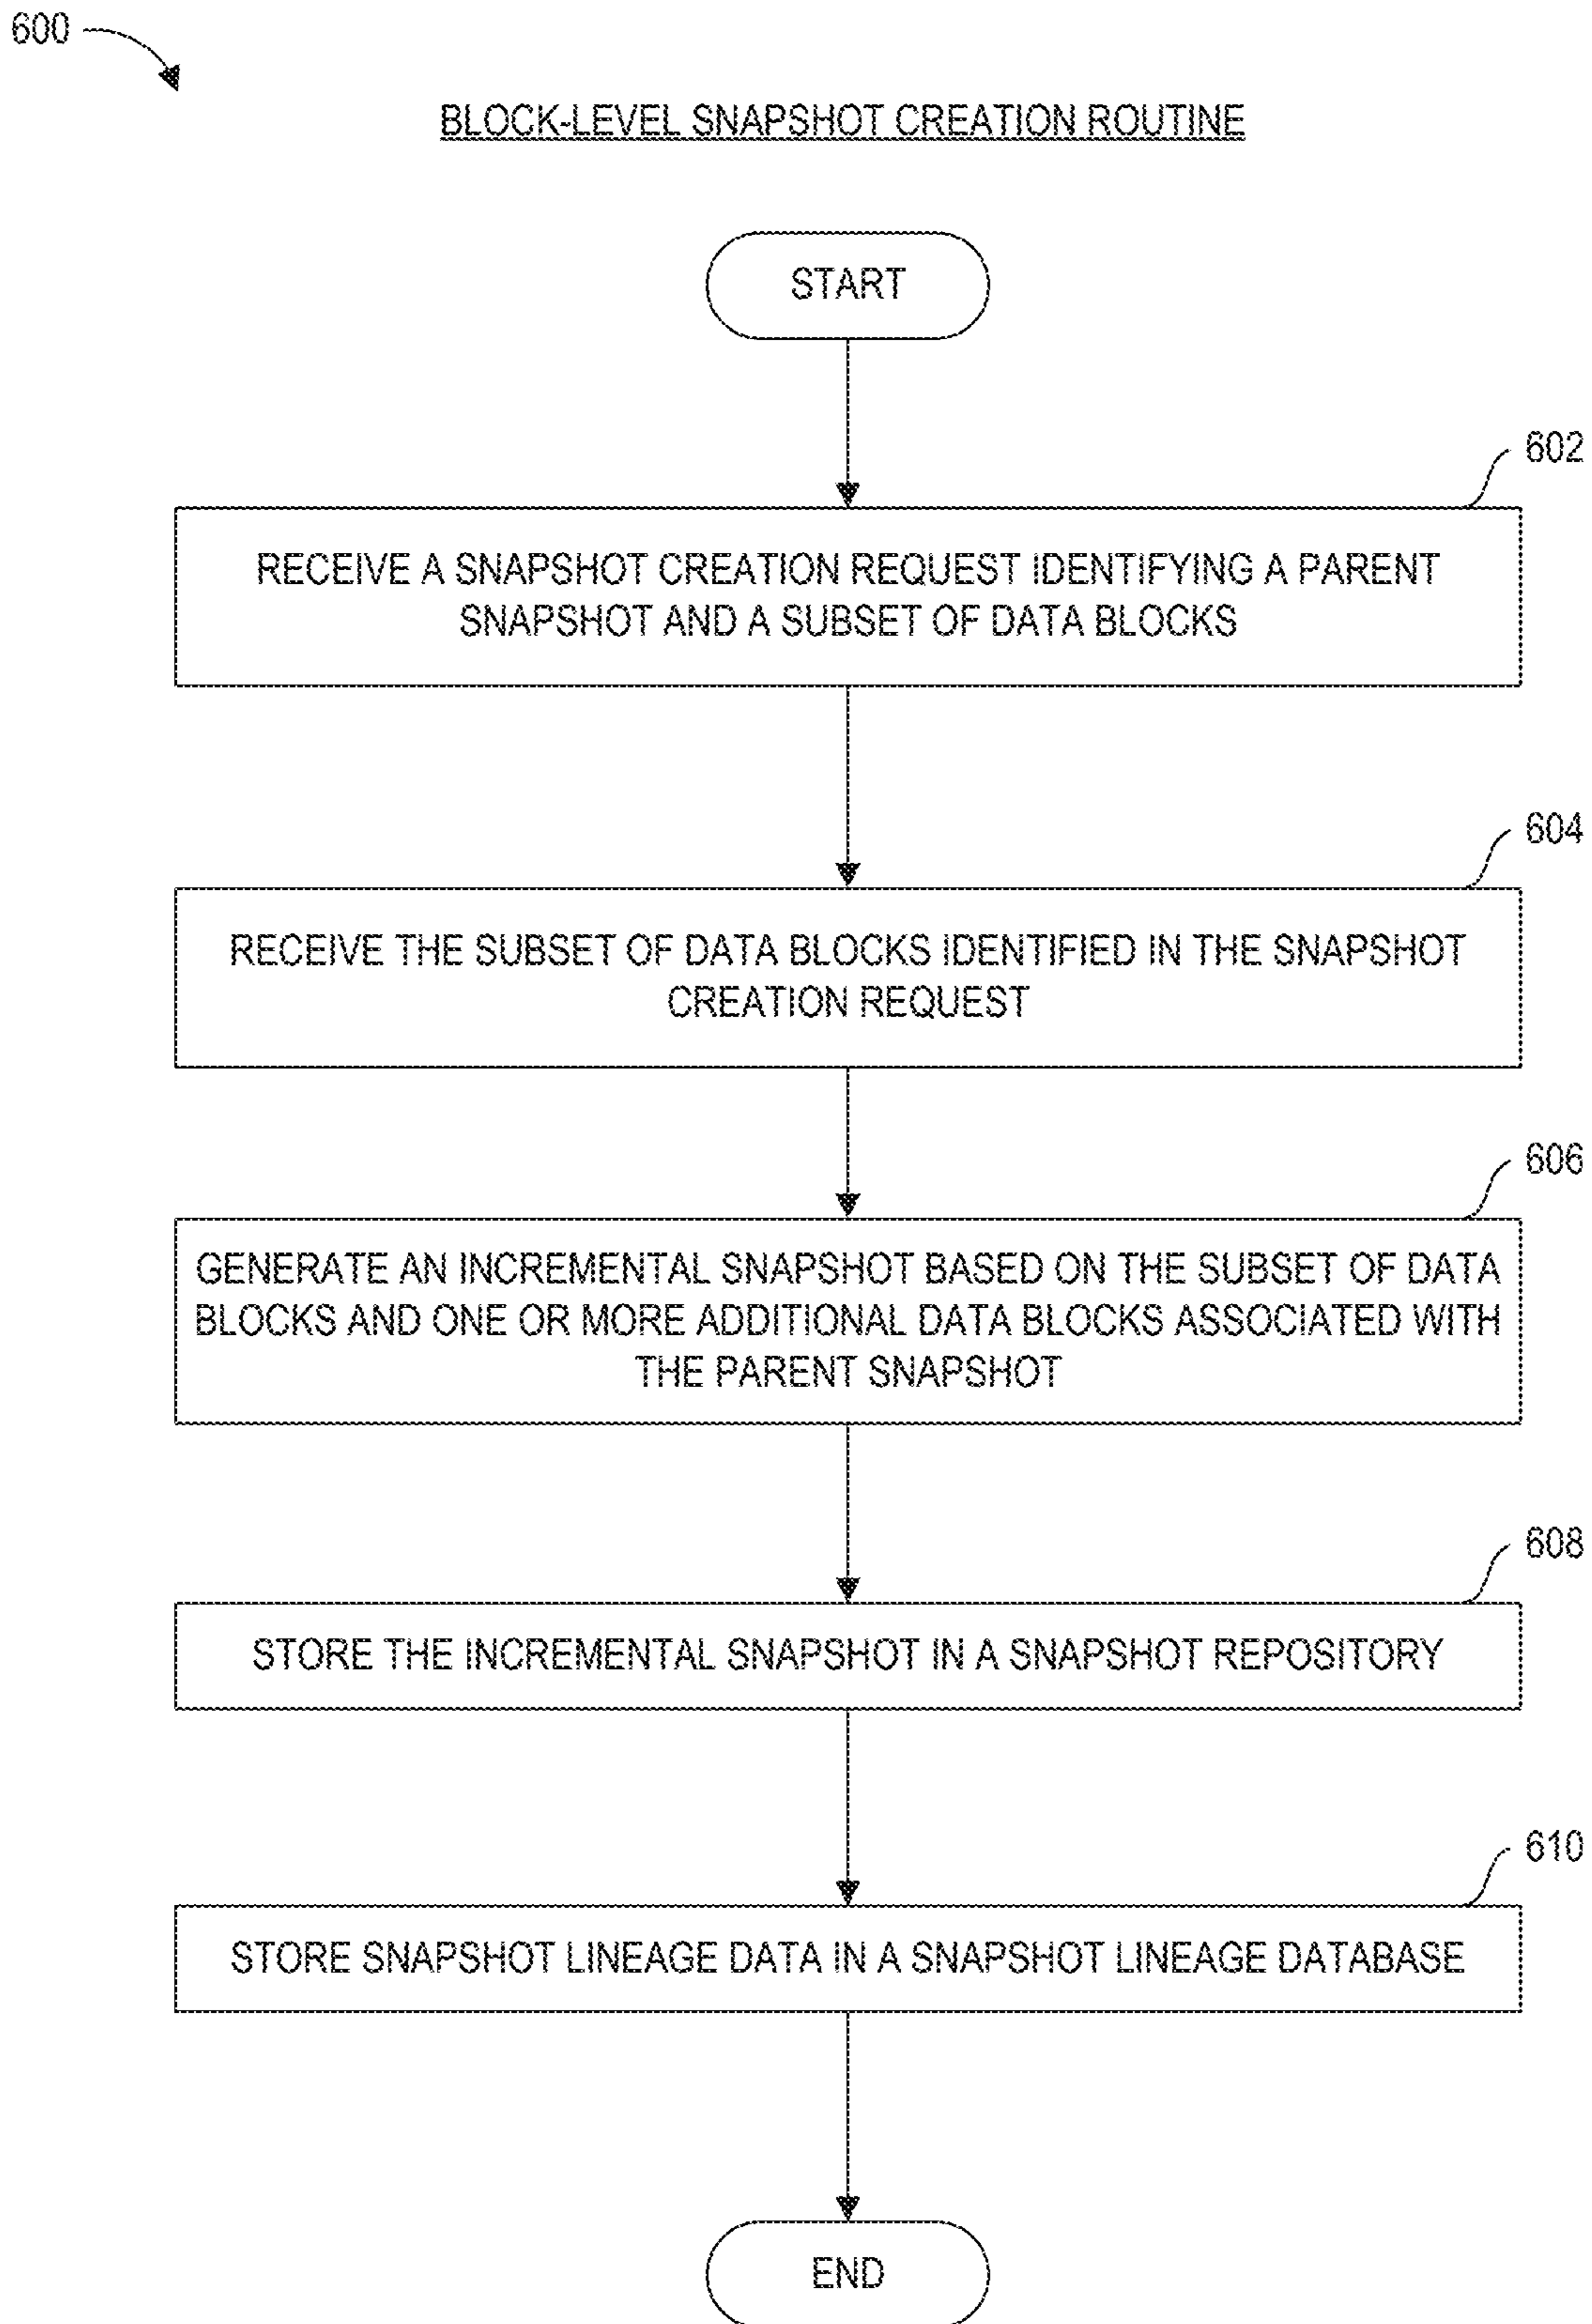 600
BLOCK-LEVEL SNAPSHOT CREATION ROUTINE
START
602
RECEIVE A SNAPSHOT CREATION REQUEST IDENTIFYING A PARENT
SNAPSHOT AND A SUBSET OF DATA BLOCKS
604
RECEIVE THE SUBSET OF DATA BLOCKS IDENTIFIED IN THE SNAPSHOT
CREATION REQUEST
606
GENERATE AN INCREMENTAL SNAPSHOT BASED ON THE SUBSET OF DATA
BLOCKS AND ONE OR MORE ADDITIONAL DATA BLOCKS ASSOCIATED WITH
THE PARENT SNAPSHOT
608
STORE THE INCREMENTAL SNAPSHOT IN A SNAPSHOT REPOSITORY
610
STORE SNAPSHOT LINEAGE DATA IN A SNAPSHOT LINEAGE DATABASE
END